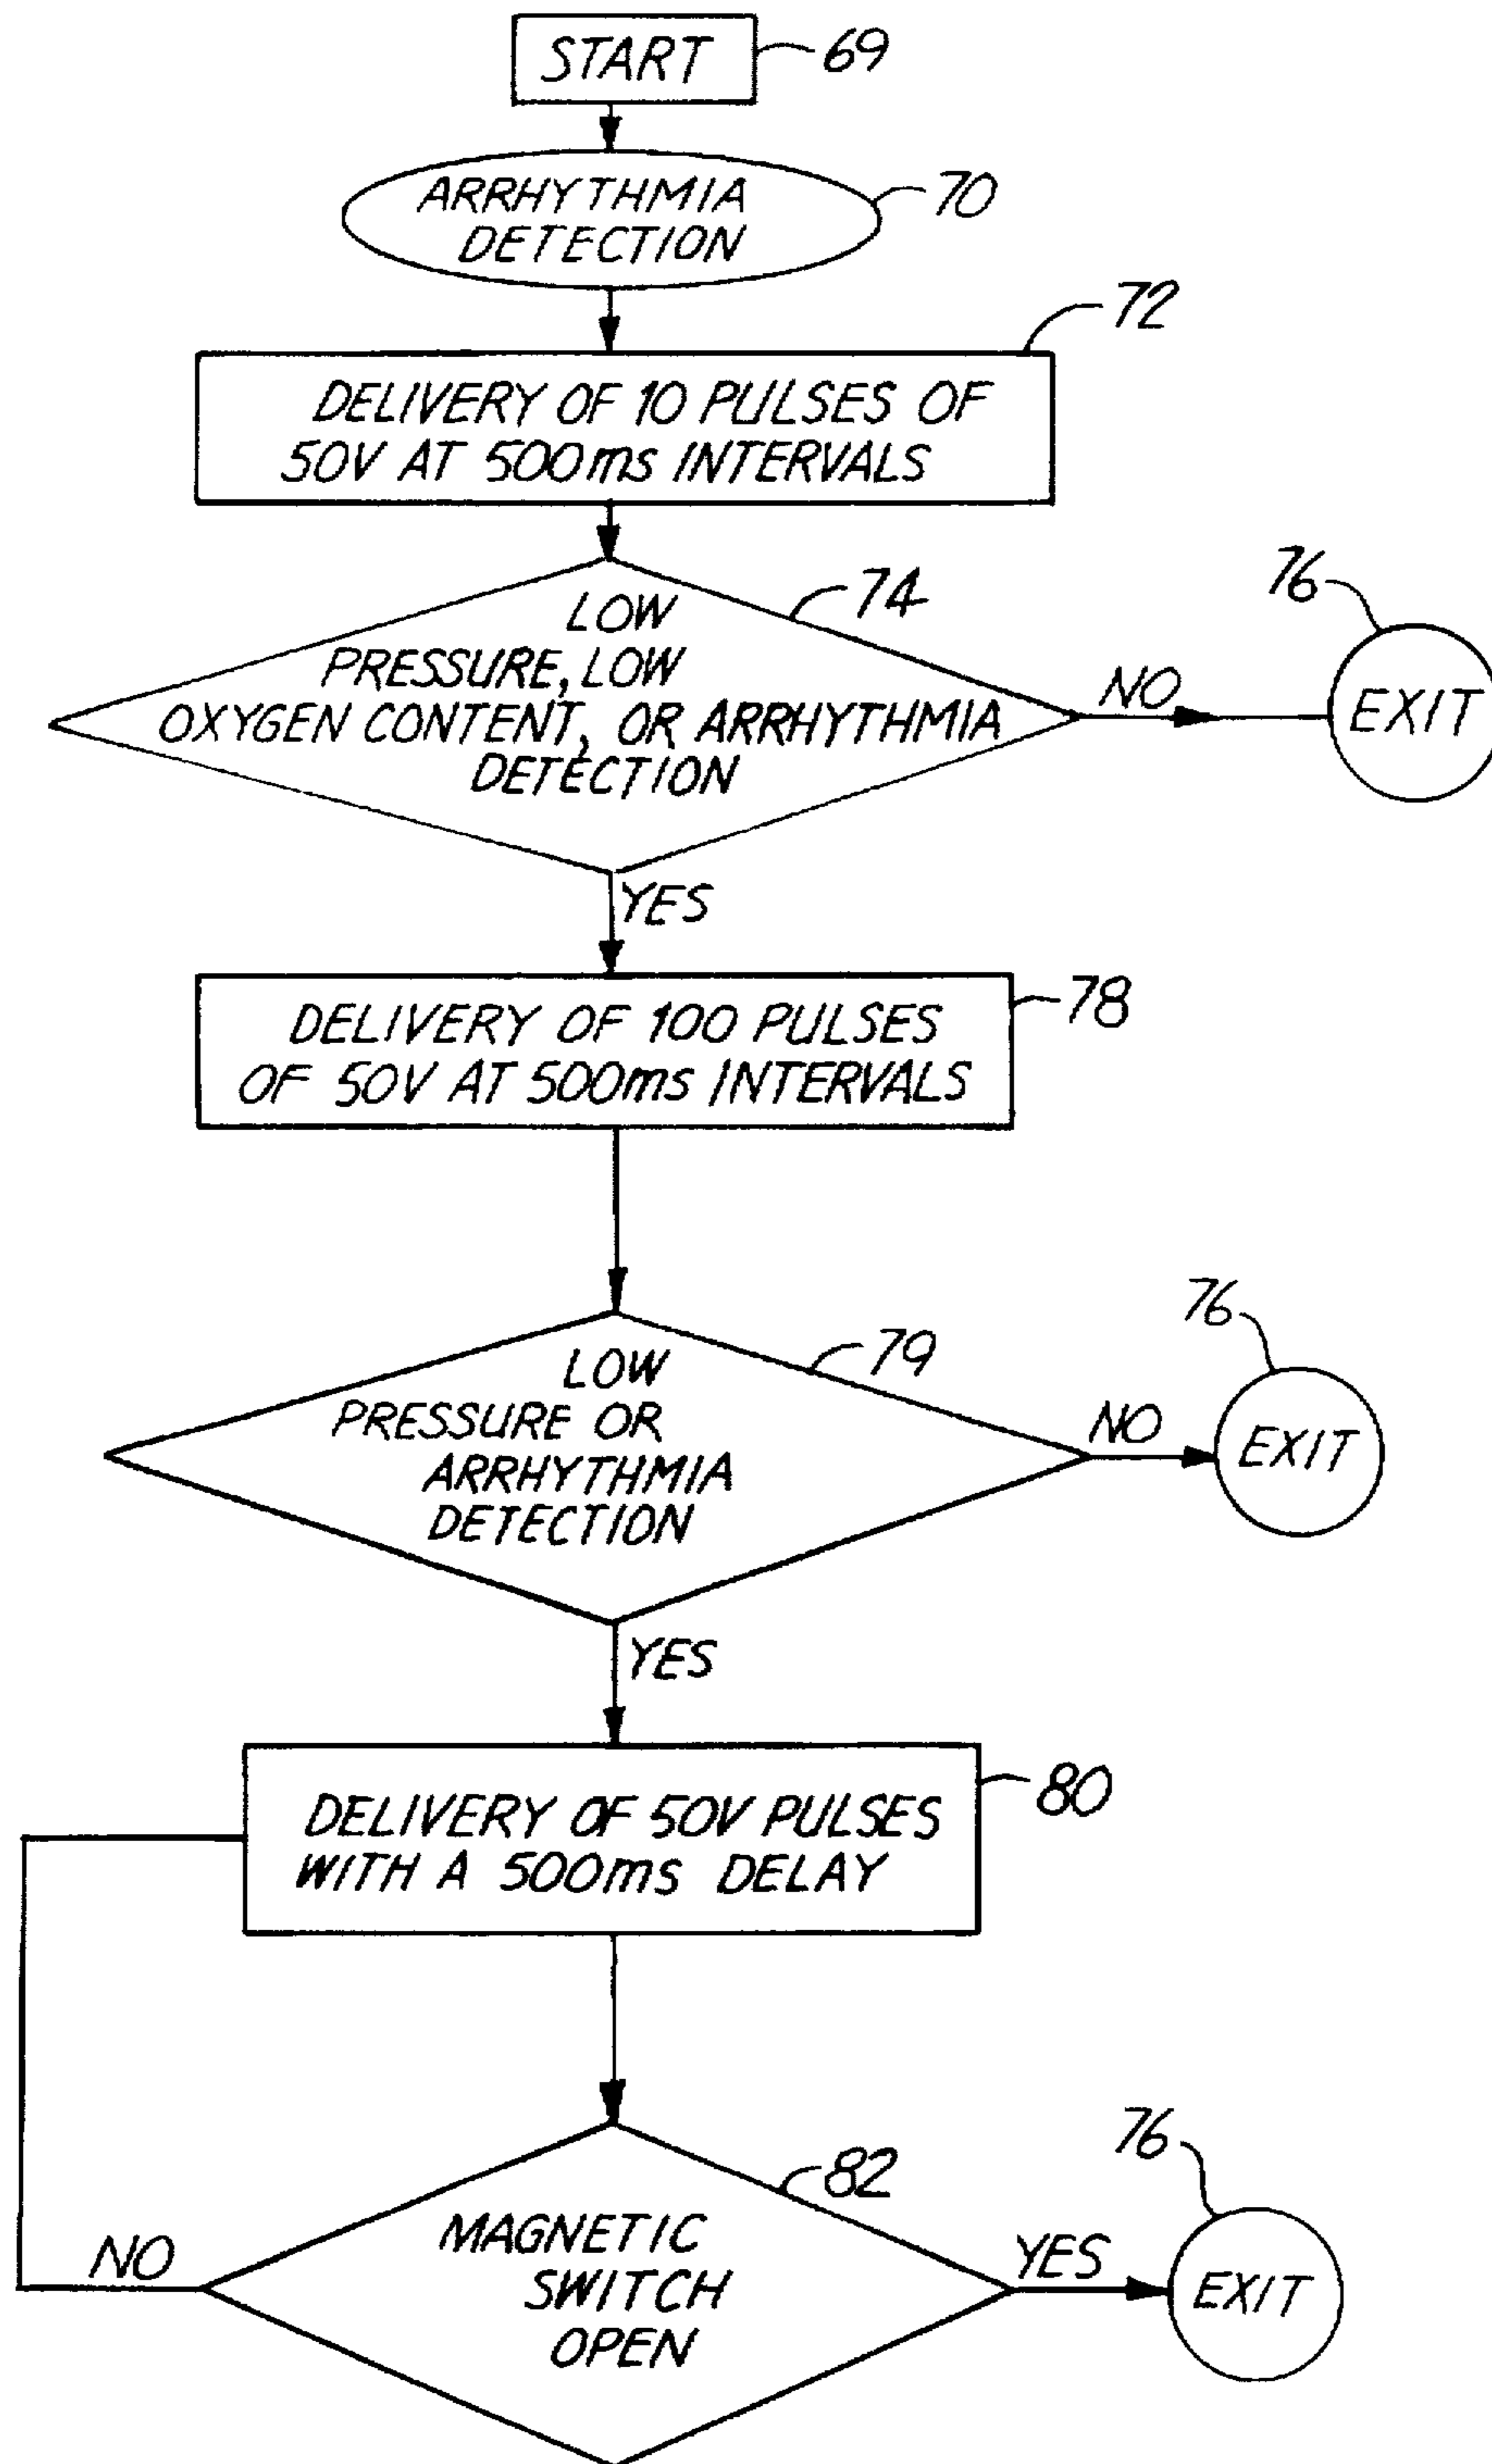 START
69
ARRHYTHMIA
DETECTION
70
72
DELIVERY OF 10 PULSES OF
50V AT 500ms INTERVALS
74
LOW
PRESSURE, LOW
OXYGEN CONTENT, OR ARRHYTHMIA
DETECTION
NO
76
EXIT
YES
78
DELIVERY OF 100 PULSES
OF 50V AT 500ms INTERVALS
79
LOW
PRESSURE OR
ARRHYTHMIA
DETECTION
NO
76
EXIT
YES
80
DELIVERY OF 50V PULSES
WITH A 500ms DELAY
82
MAGNETIC
SWITCH
OPEN
NO
YES
76
EXIT